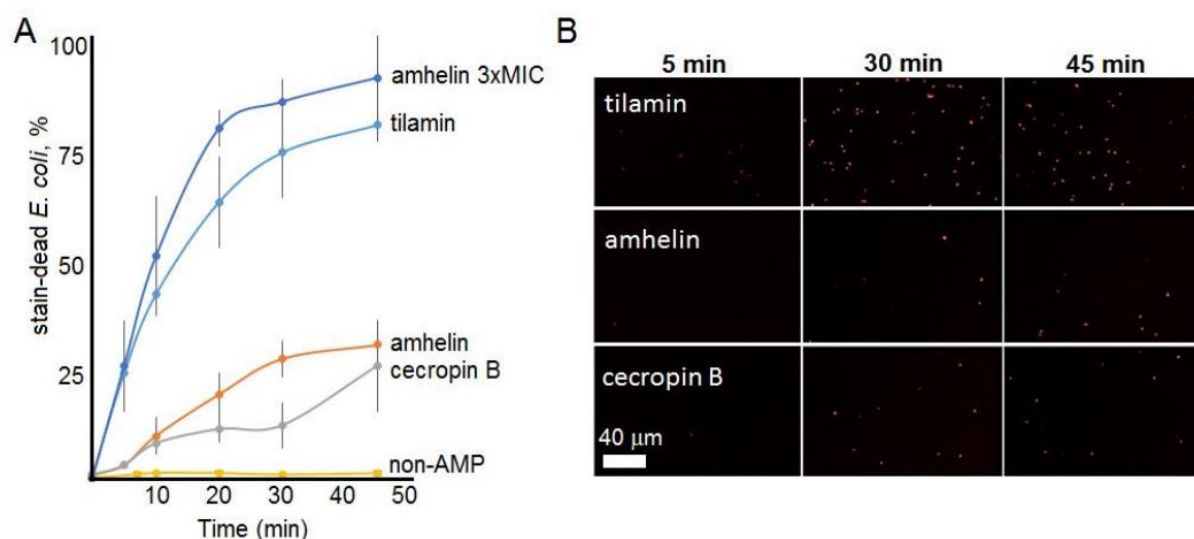 A
stain-dead E. coli, %
100
75
50
25
10 20 30 40 50
Time (min)
amhelin 3xMIC
tilamin
amhelin
cecropin B
non-AMP
B
5 min 30 min 45 min
tilamin
amhelin
cecropin B
40 μm